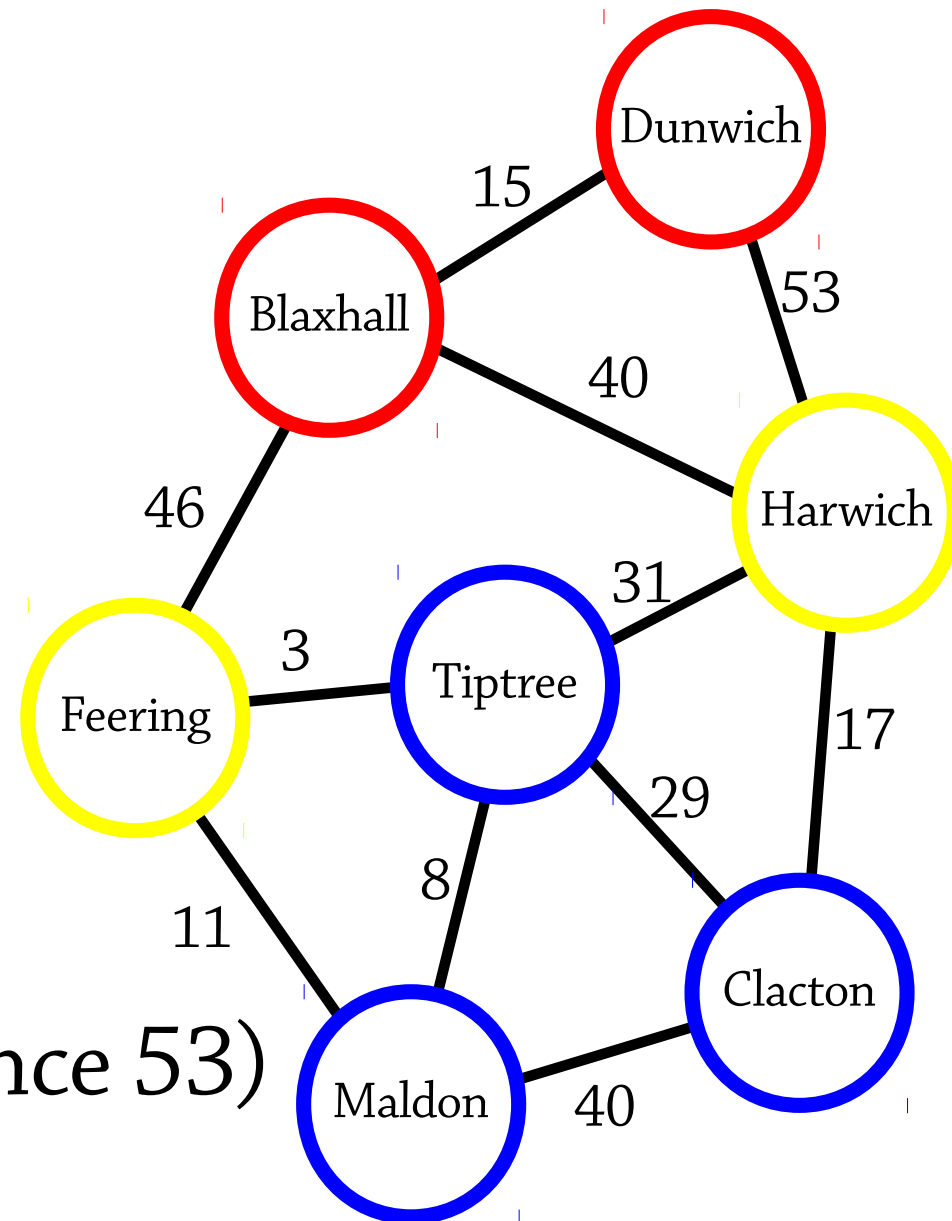 Dunwich
15
53
Blaxhall
40
46
Harwich
31
3
Tiptree
Feering
17
29
8
11
Clacton
nce 53)
Maldon
40